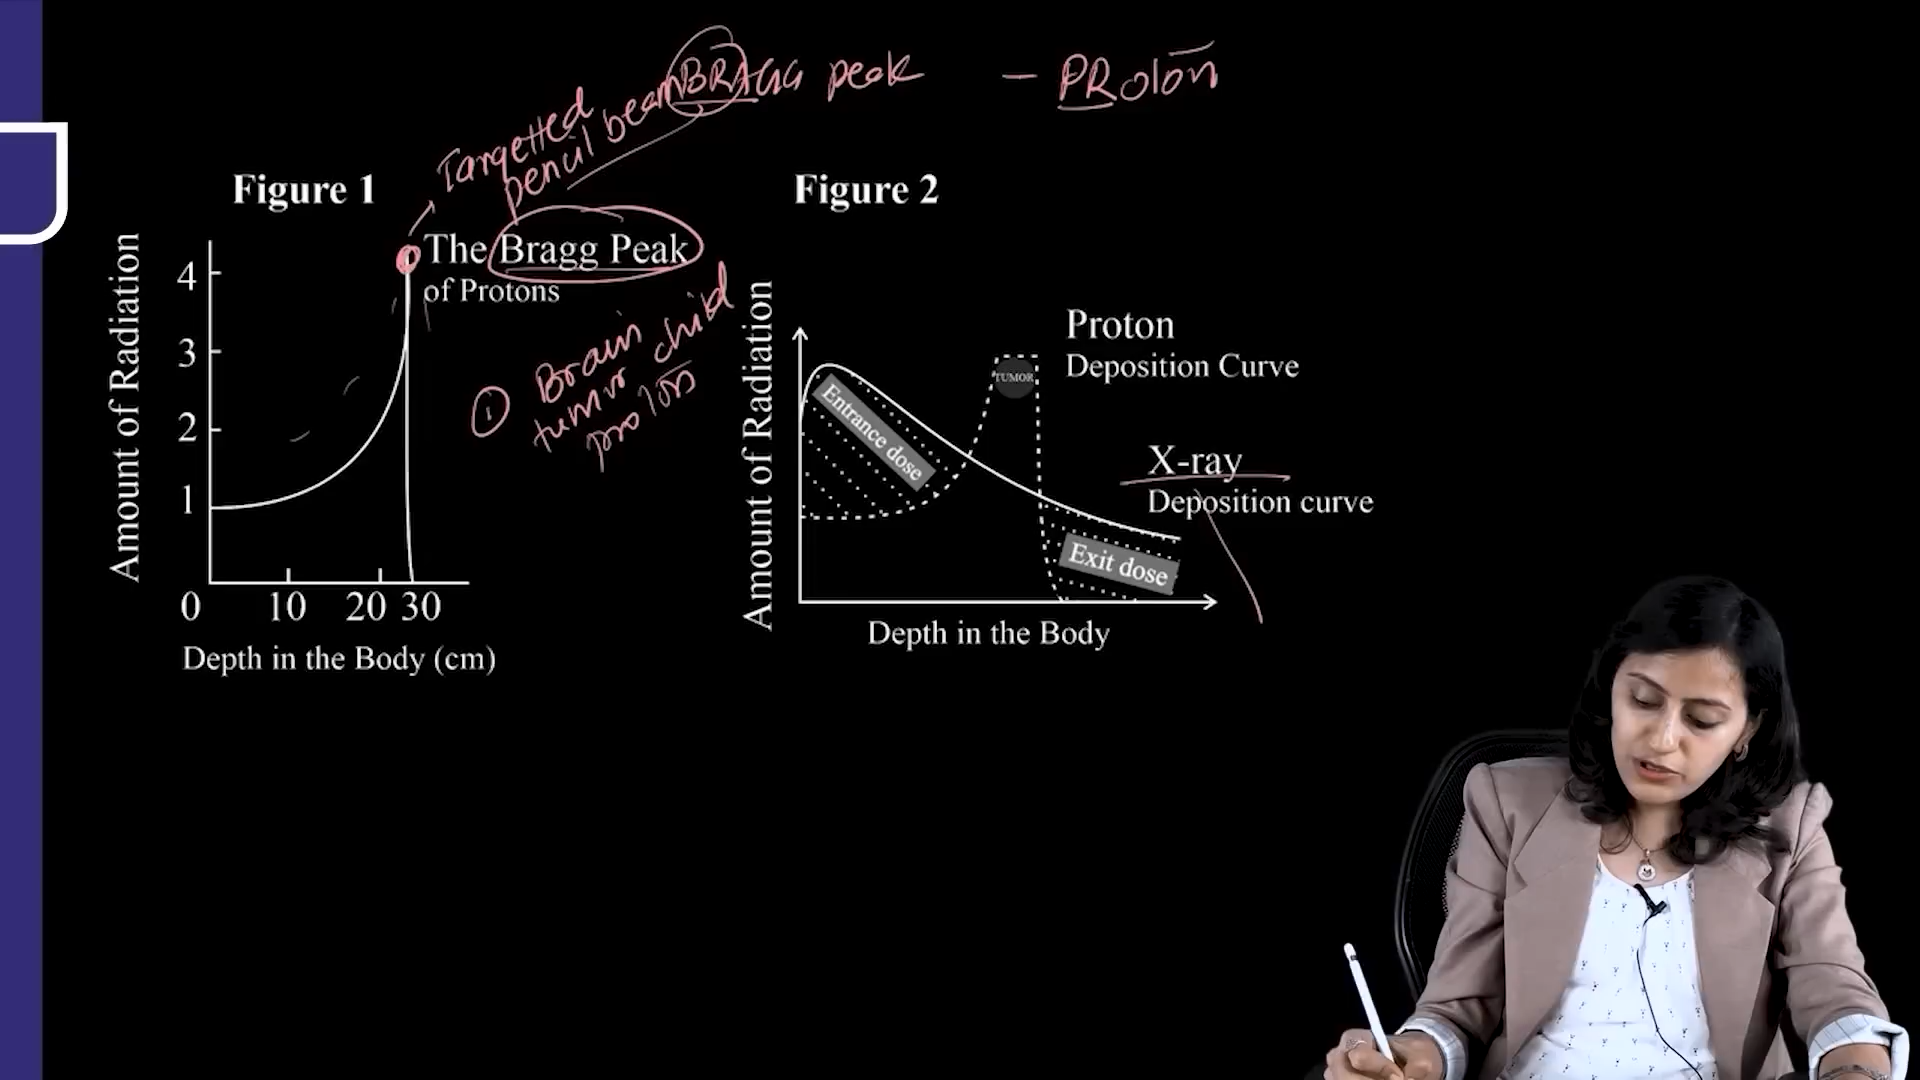 BRAGG peak — PRoton
Targetted
pencil beam
Figure 1
The Bragg Peak
of Protons
Amount of Radiation
4
3
2
1
0 10 20 30
Depth in the Body (cm)
① Brain
tumor child
proton
Figure 2
Amount of Radiation
Proton
Deposition Curve
TUMOR
Entrance dose
X-ray
Deposition curve
Exit dose
Depth in the Body